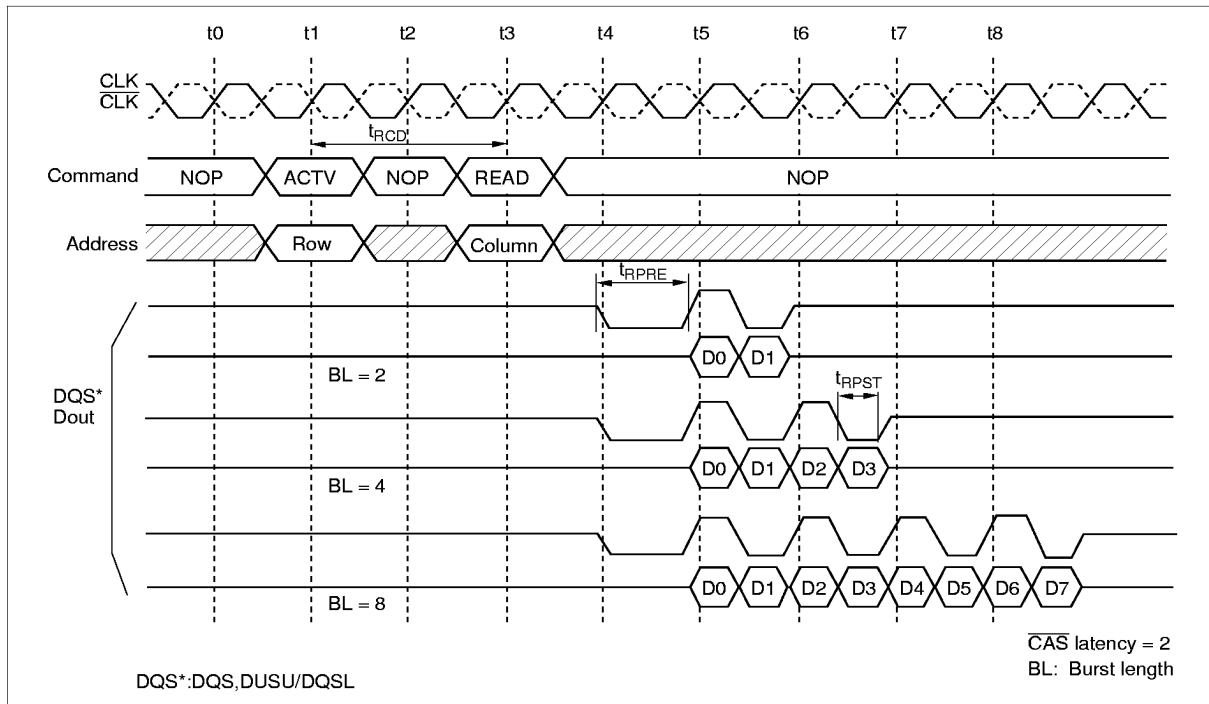 t0 t1 t2 t3 t4 t5 t6 t7 t8
CLK
CLK
tRCD
Command NOP ACTV NOP READ NOP
Address Row Column
tRPRE
D0 D1
BL = 2
DQS*
Dout
tRPST
D0 D1 D2 D3
BL = 4
D0 D1 D2 D3 D4 D5 D6 D7
BL = 8
CAS latency = 2
BL: Burst length
DQS*:DQS,DUSU/DQSL